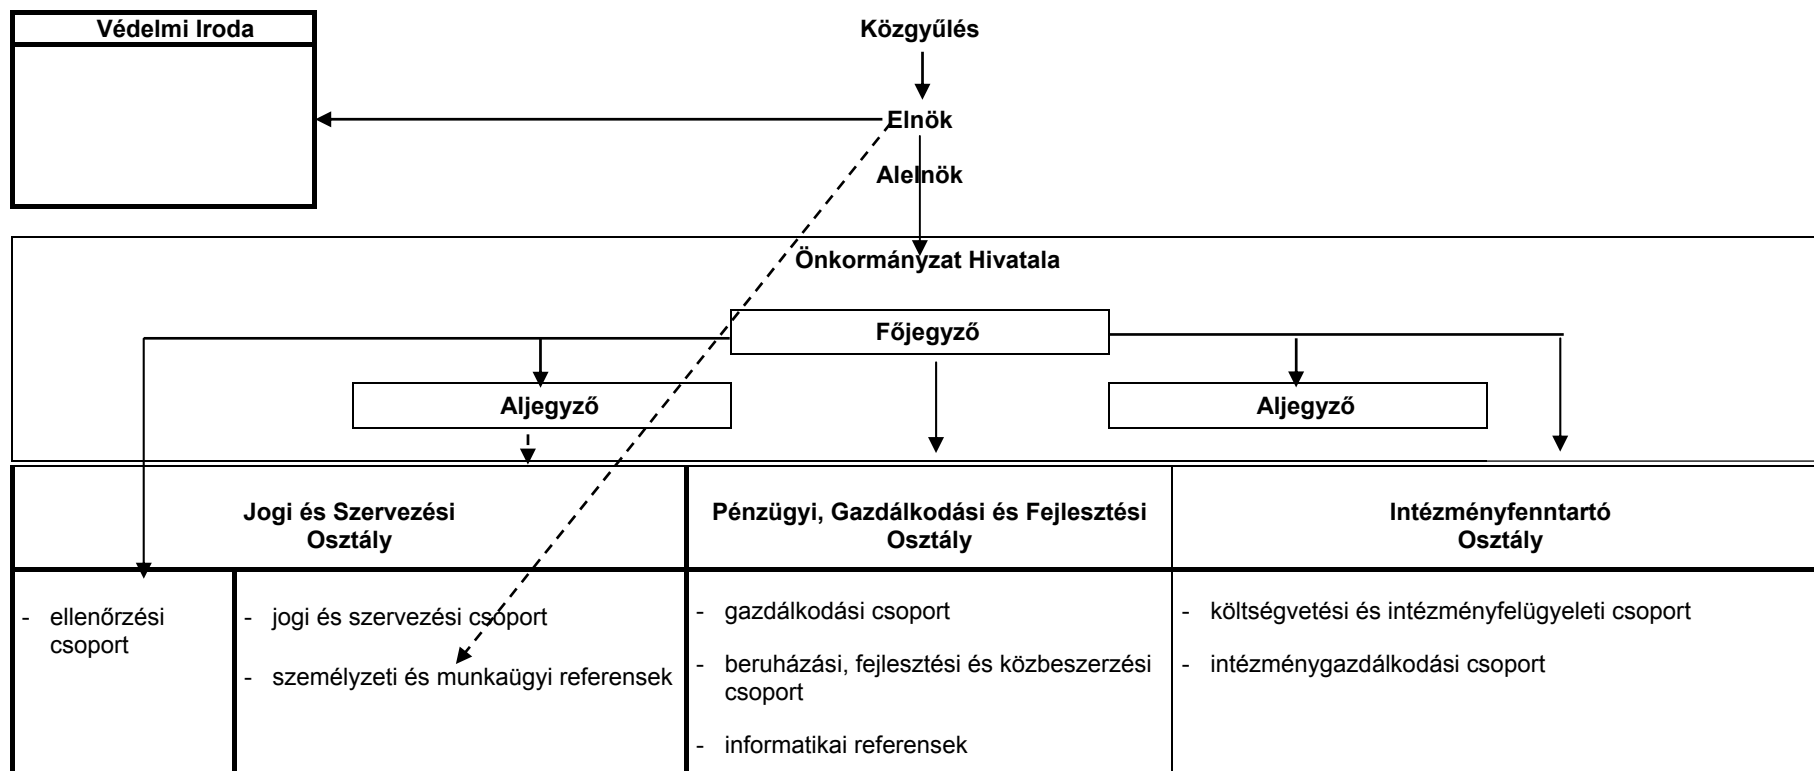 Védelmi Iroda
Közgyűlés
Elnök
Alelnök
Önkormányzat Hivatala
Főjegyző
Aljegyző
Aljegyző
Jogi és Szervezési
Osztály
Pénzügyi, Gazdálkodási és Fejlesztési
Osztály
Intézményfenntartó
Osztály
- ellenőrzési
csoport
- jogi és szervezési csoport
- személyzeti és munkaügyi referensek
- gazdálkodási csoport
- beruházási, fejlesztési és közbeszerzési
csoport
- informatikai referensek
- költségvetési és intézményfelügyeleti csoport
- intézménygazdálkodási csoport